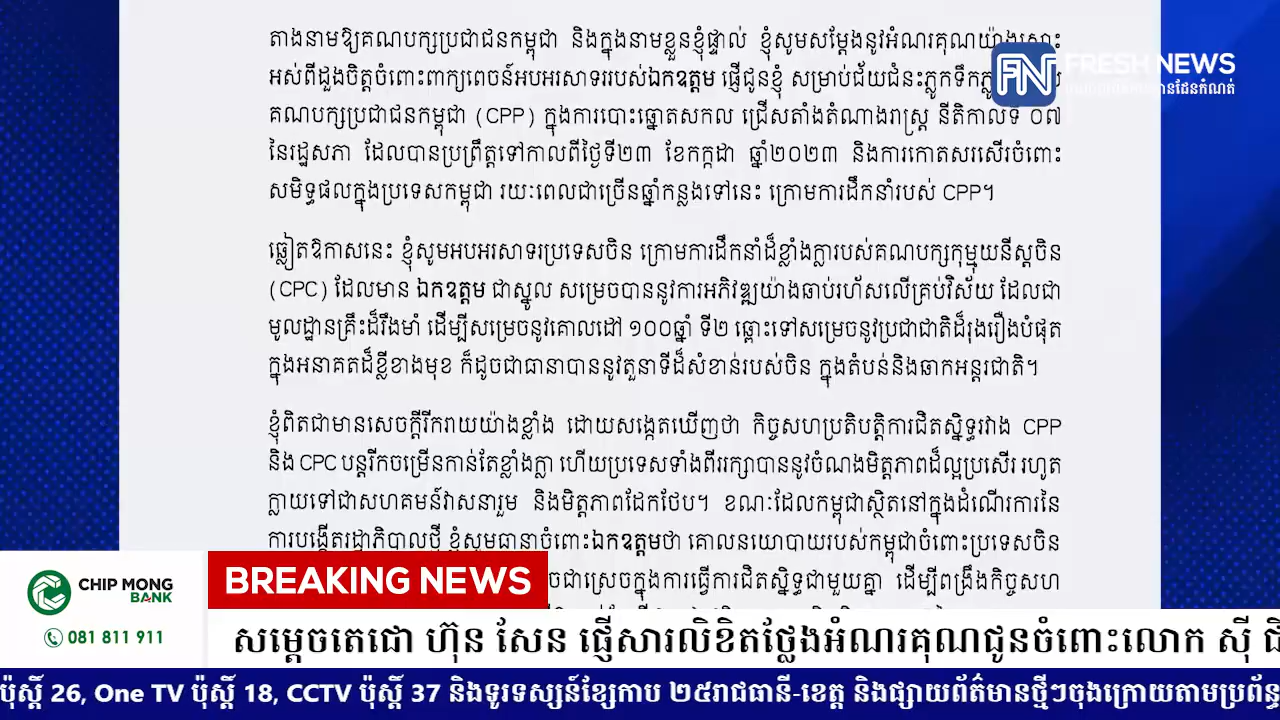 តាងនាមឱ្យគណបក្សប្រជាជនកម្ពុជា និងក្នុងនាមខ្លួនខ្ញុំផ្ទាល់ ខ្ញុំសូមសម្តែងនូវអំណរគុណយ៉ាងស្មោះ
អស់ពីដួងចិត្តចំពោះពាក្យពេចន៍អបអរសាទររបស់ឯកឧត្តម ផ្ញើជូនខ្ញុំ សម្រាប់ជ័យជំនះភ្លូកទឹកភ្លូ
គណបក្សប្រជាជនកម្ពុជា (CPP) ក្នុងការបោះឆ្នោតសកល ជ្រើសតាំងតំណាងរាស្ត្រ នីតិកាលទី ០៧
នៃរដ្ឋសភា ដែលបានប្រព្រឹត្តទៅកាលពីថ្ងៃទី២៣ ខែកក្កដា ឆ្នាំ២០២៣ និងការកោតសរសើរចំពោះ
សមិទ្ធផលក្នុងប្រទេសកម្ពុជា រយៈពេលជាច្រើនឆ្នាំកន្លងទៅនេះ ក្រោមការដឹកនាំរបស់ CPP។
ឆ្លៀតឱកាសនេះ ខ្ញុំសូមអបអរសាទរប្រទេសចិន ក្រោមការដឹកនាំដ៏ខ្លាំងក្លារបស់គណបក្សកុម្មុយនីស្តចិន
(CPC) ដែលមាន ឯកឧត្តម ជាស្នូល សម្រេចបាននូវការអភិវឌ្ឍយ៉ាងឆាប់រហ័សលើគ្រប់វិស័យ ដែលជា
មូលដ្ឋានគ្រឹះដ៏រឹងមាំ ដើម្បីសម្រេចនូវគោលដៅ ១០០ឆ្នាំ ទី២ ឆ្ពោះទៅសម្រេចនូវប្រជាជាតិដ៏រុងរឿងបំផុត
ក្នុងអនាគតដ៏ខ្លីខាងមុខ ក៏ដូចជាធានាបាននូវតួនាទីដ៏សំខាន់របស់ចិន ក្នុងតំបន់និងឆាកអន្តរជាតិ។
ខ្ញុំពិតជាមានសេចក្តីរីករាយយ៉ាងខ្លាំង ដោយសង្កេតឃើញថា កិច្ចសហប្រតិបត្តិការជិតស្និទ្ធរវាង CPP
និង CPC បន្តរីកចម្រើនកាន់តែខ្លាំងក្លា ហើយប្រទេសទាំងពីររក្សាបាននូវចំណងមិត្តភាពដ៏ល្អប្រសើរ រហូត
ក្លាយទៅជាសហគមន៍វាសនារួម និងមិត្តភាពដែកថែប។ ខណៈដែលកម្ពុជាស្ថិតនៅក្នុងដំណើរការនៃ
ការបង្កើតរដ្ឋាភិបាលថ្មី ខ្ញុំសូមធានាចំពោះឯកឧត្តមថា គោលនយោបាយរបស់កម្ពុជាចំពោះប្រទេសចិន
ចជាស្រេចក្នុងការធ្វើការជិតស្និទ្ធជាមួយគ្នា ដើម្បីពង្រឹងកិច្ចសហ
FN FRESH NEWS
CHIP MONG
BANK
081 811 911
BREAKING NEWS
សម្តេចតេជោ ហ៊ុន សែន ផ្ញើសារលិខិតថ្លែងអំណរគុណជូនចំពោះលោក ស៊ី ជី
ប៉ុស្តិ៍ 26, One TV ប៉ុស្តិ៍ 18, CCTV ប៉ុស្តិ៍ 37 និងទូរទស្សន៍ខ្សែកាប ២៥រាជធានី-ខេត្ត និងផ្សាយព័ត៌មានថ្មីៗចុងក្រោយតាមប្រព័ន្ធ